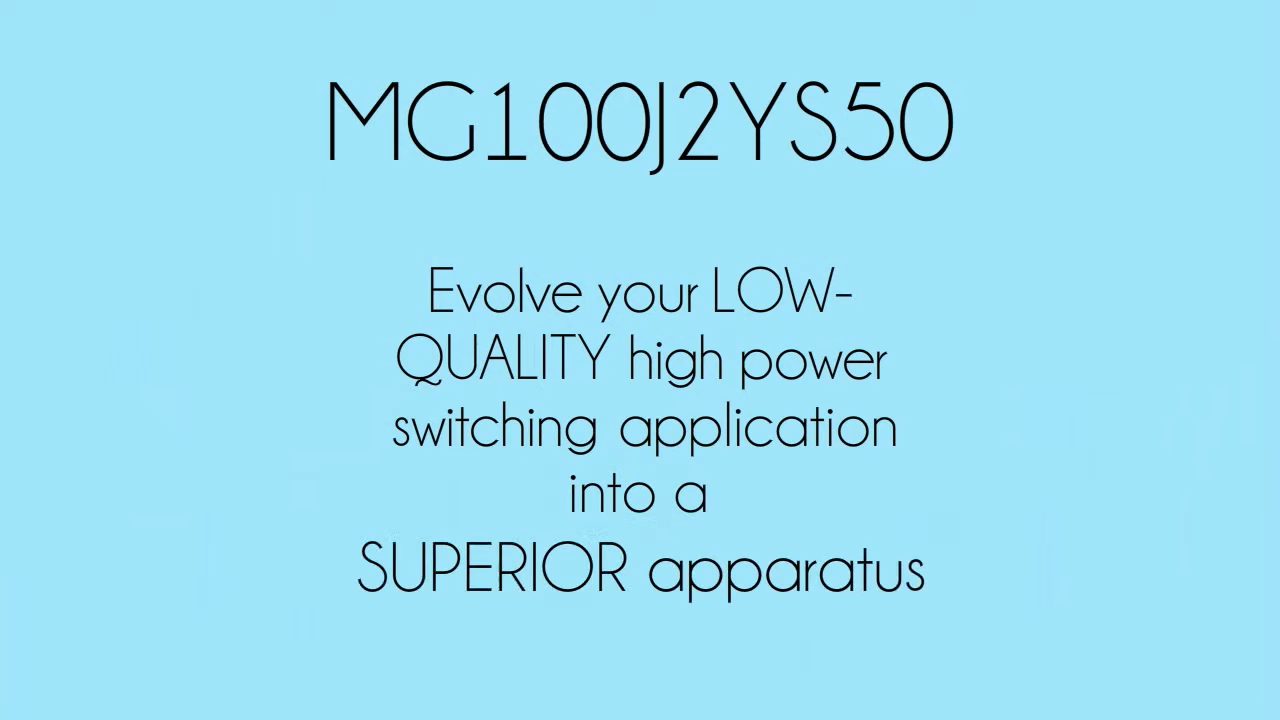 MG100J2YS50
Evolve your LOW-
QUALITY high power
switching application
into a
SUPERIOR apparatus